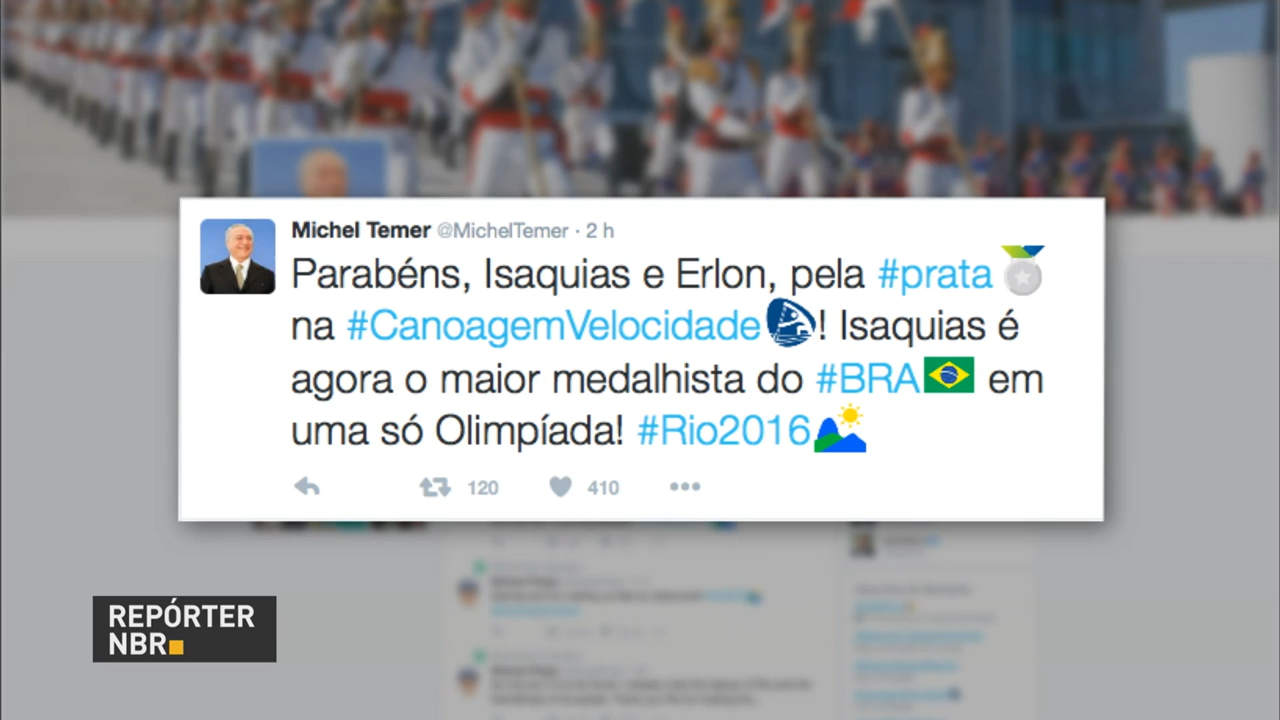 Michel Temer @MichelTemer · 2 h
Parabéns, Isaquias e Erlon, pela #prata
na #CanoagemVelocidade! Isaquias é
agora o maior medalhista do #BRA em
uma só Olimpíada! #Rio2016
120 410
REPÓRTER
NBR